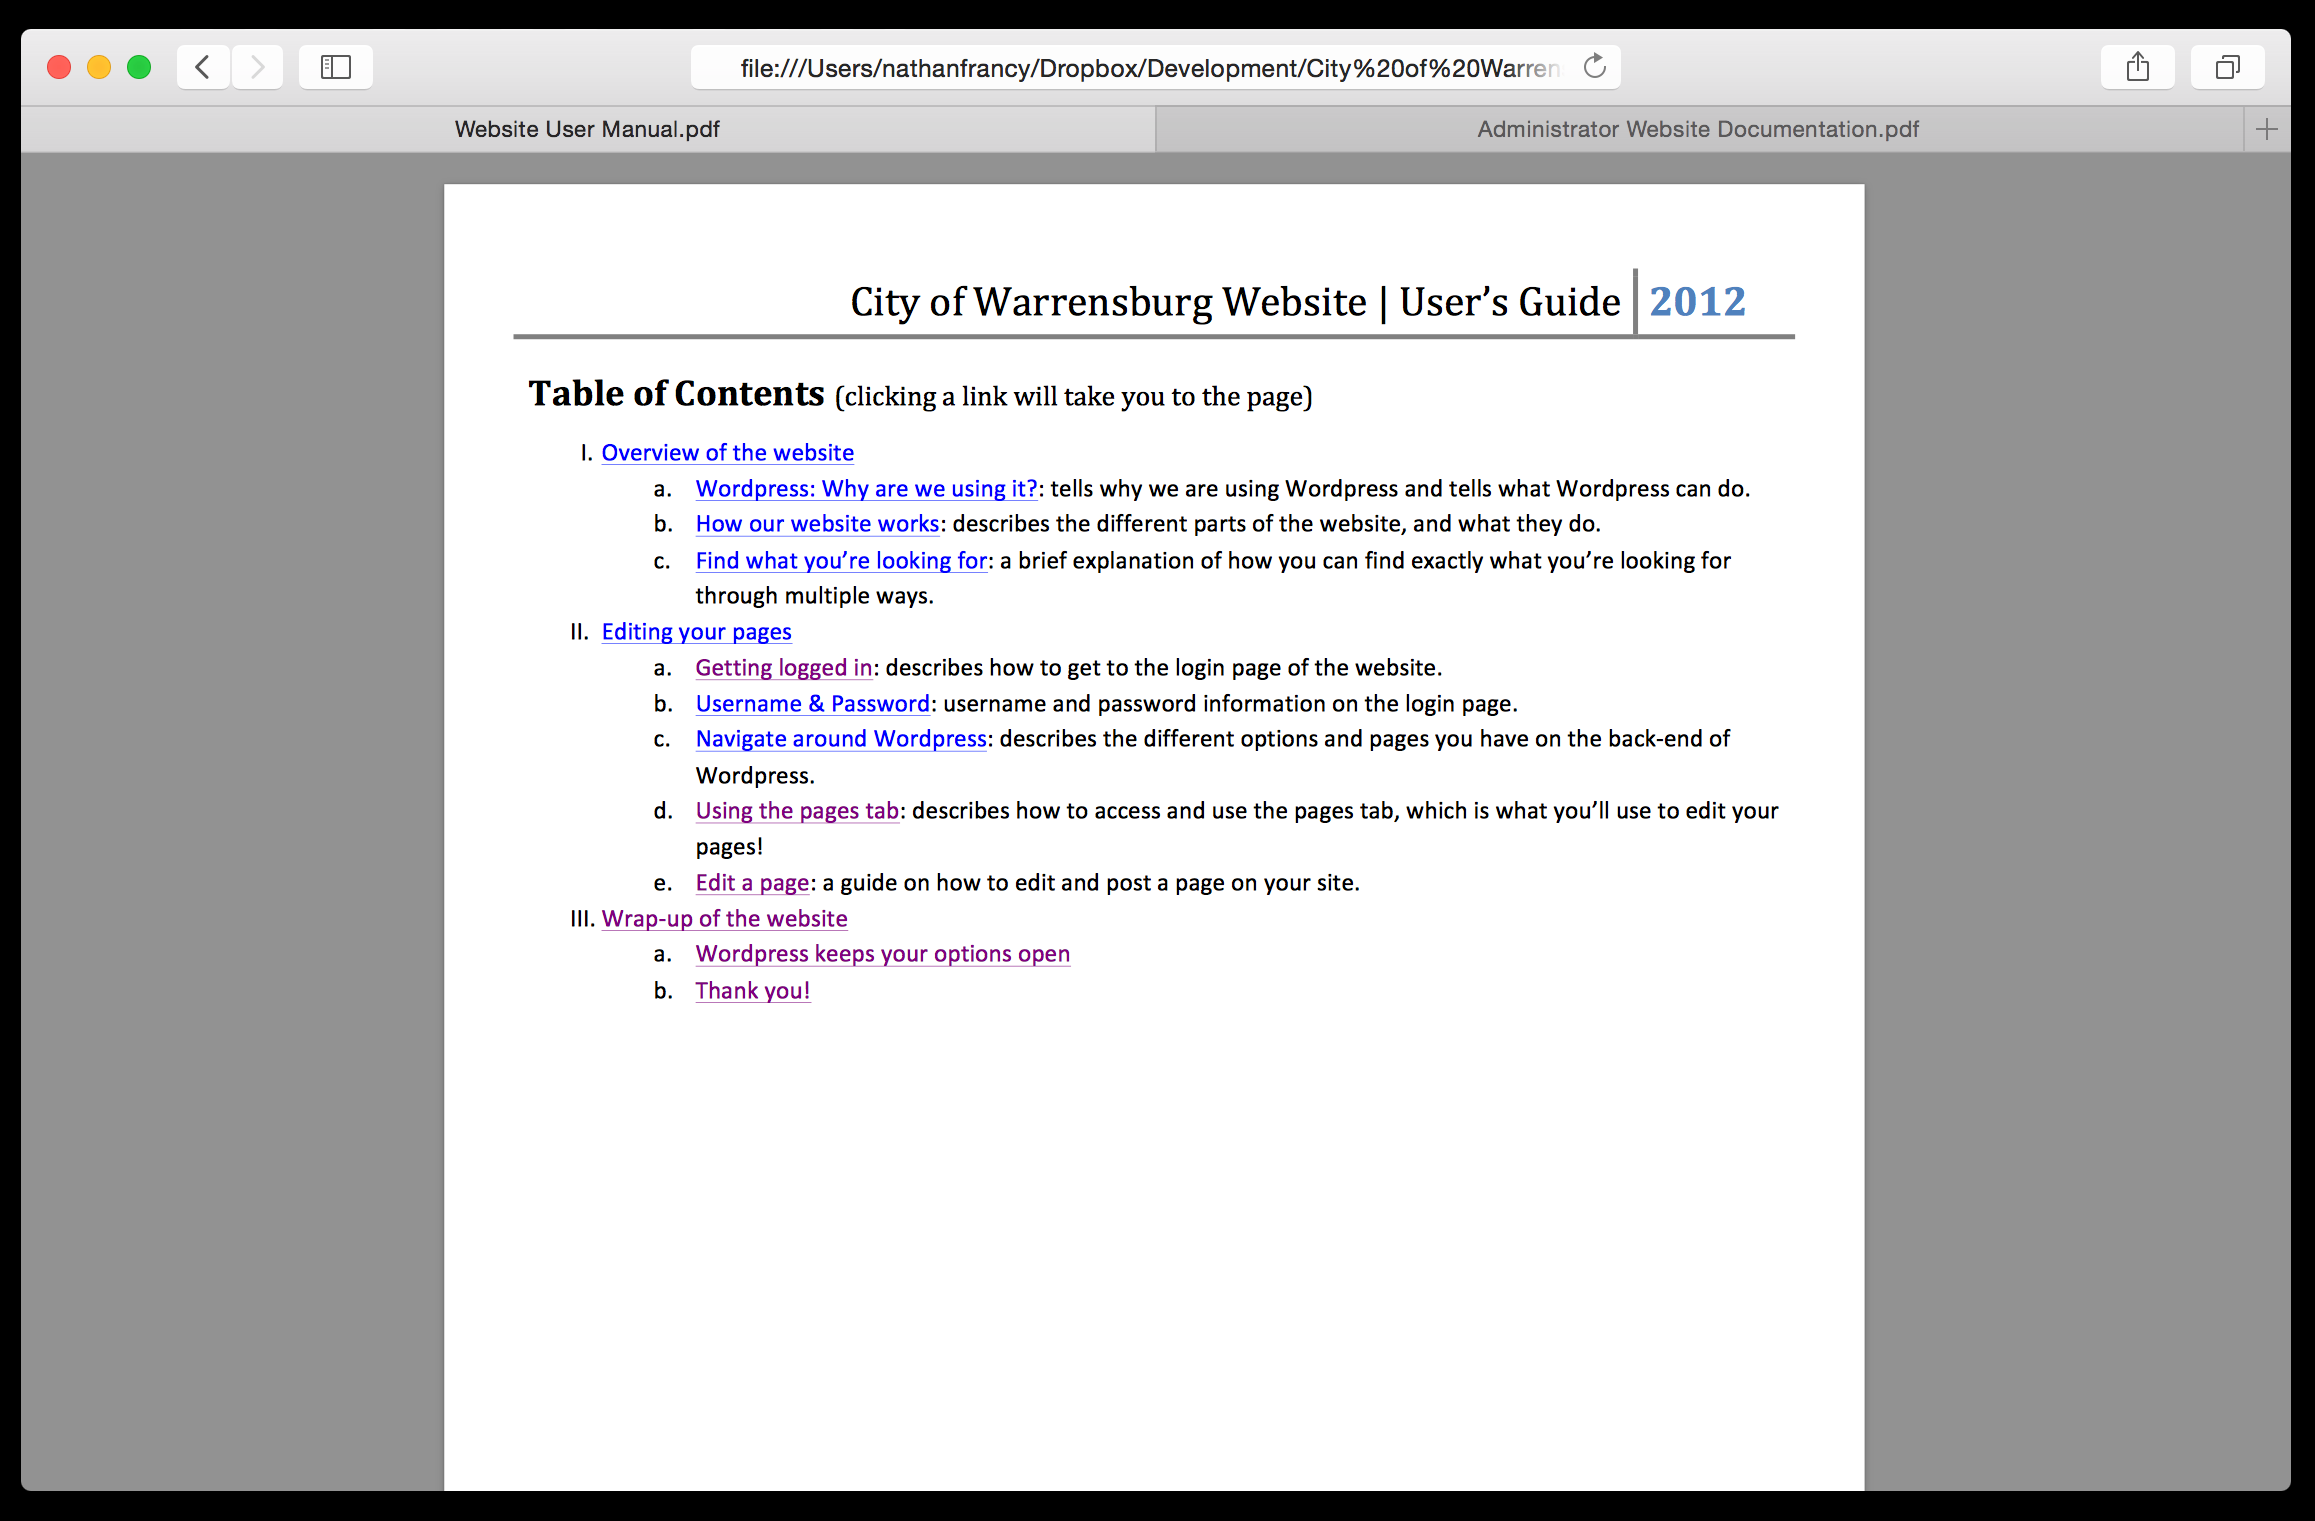 file:///Users/nathanfrancy/Dropbox/Development/City%20of%20Warren
Website User Manual.pdf
Administrator Website Documentation.pdf
City of Warrensburg Website | User’s Guide 2012
Table of Contents (clicking a link will take you to the page)
I. Overview of the website
a. Wordpress: Why are we using it?: tells why we are using Wordpress and tells what Wordpress can do.
b. How our website works: describes the different parts of the website, and what they do.
c. Find what you’re looking for: a brief explanation of how you can find exactly what you’re looking for
through multiple ways.
II. Editing your pages
a. Getting logged in: describes how to get to the login page of the website.
b. Username & Password: username and password information on the login page.
c. Navigate around Wordpress: describes the different options and pages you have on the back-end of
Wordpress.
d. Using the pages tab: describes how to access and use the pages tab, which is what you’ll use to edit your
pages!
e. Edit a page: a guide on how to edit and post a page on your site.
III. Wrap-up of the website
a. Wordpress keeps your options open
b. Thank you!